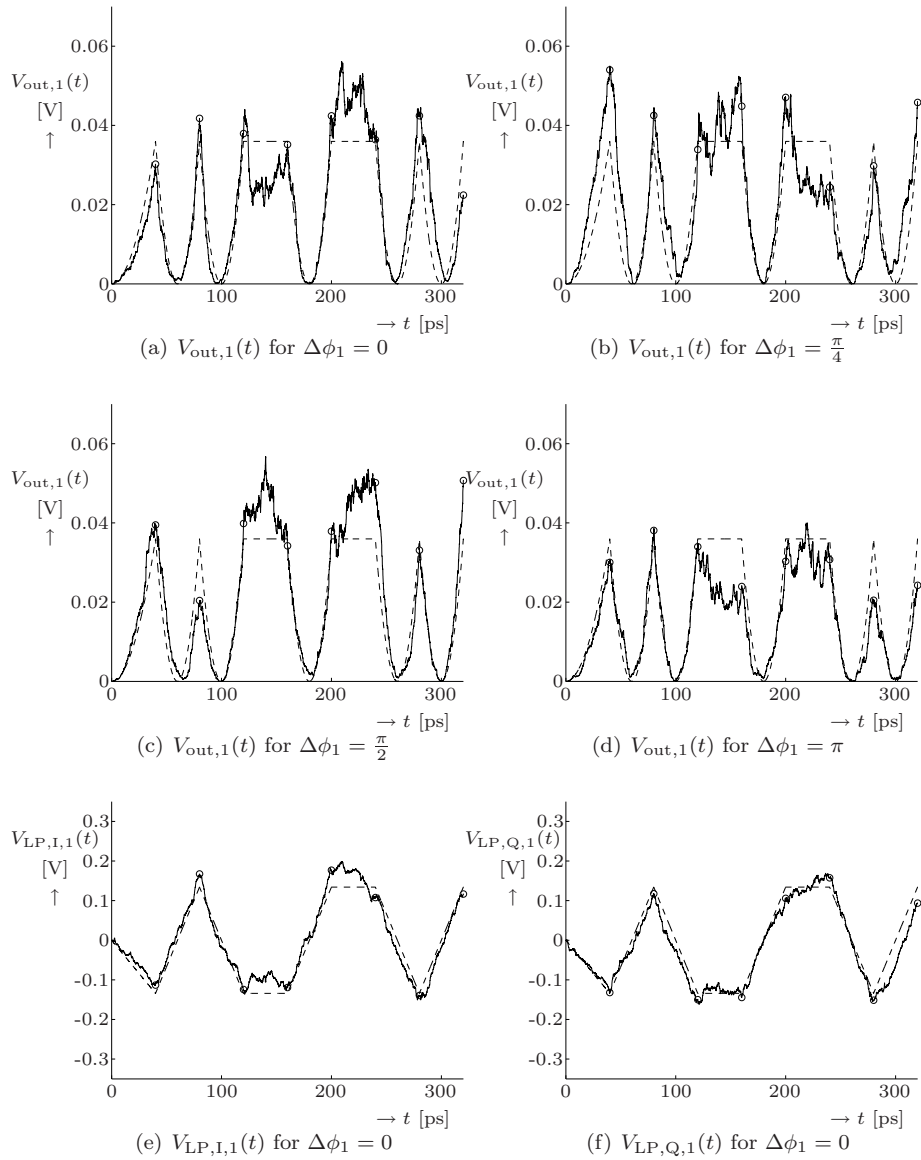 0.06
V_out,1(t)
[V]
↑
0.04
0.02
0
0 100 200 300
→ t [ps]
(a) V_out,1(t) for Δϕ_1 = 0
0.06
V_out,1(t)
[V]
↑
0.04
0.02
0
0 100 200 300
→ t [ps]
(b) V_out,1(t) for Δϕ_1 = π/4
0.06
V_out,1(t)
[V]
↑
0.04
0.02
0
0 100 200 300
→ t [ps]
(c) V_out,1(t) for Δϕ_1 = π/2
0.06
V_out,1(t)
[V]
↑
0.04
0.02
0
0 100 200 300
→ t [ps]
(d) V_out,1(t) for Δϕ_1 = π
0.3
V_LP,I,1(t)
[V]
↑
0.2
0.1
0
-0.1
-0.2
-0.3
0 100 200 300
→ t [ps]
(e) V_LP,I,1(t) for Δϕ_1 = 0
0.3
V_LP,Q,1(t)
[V]
↑
0.2
0.1
0
-0.1
-0.2
-0.3
0 100 200 300
→ t [ps]
(f) V_LP,Q,1(t) for Δϕ_1 = 0